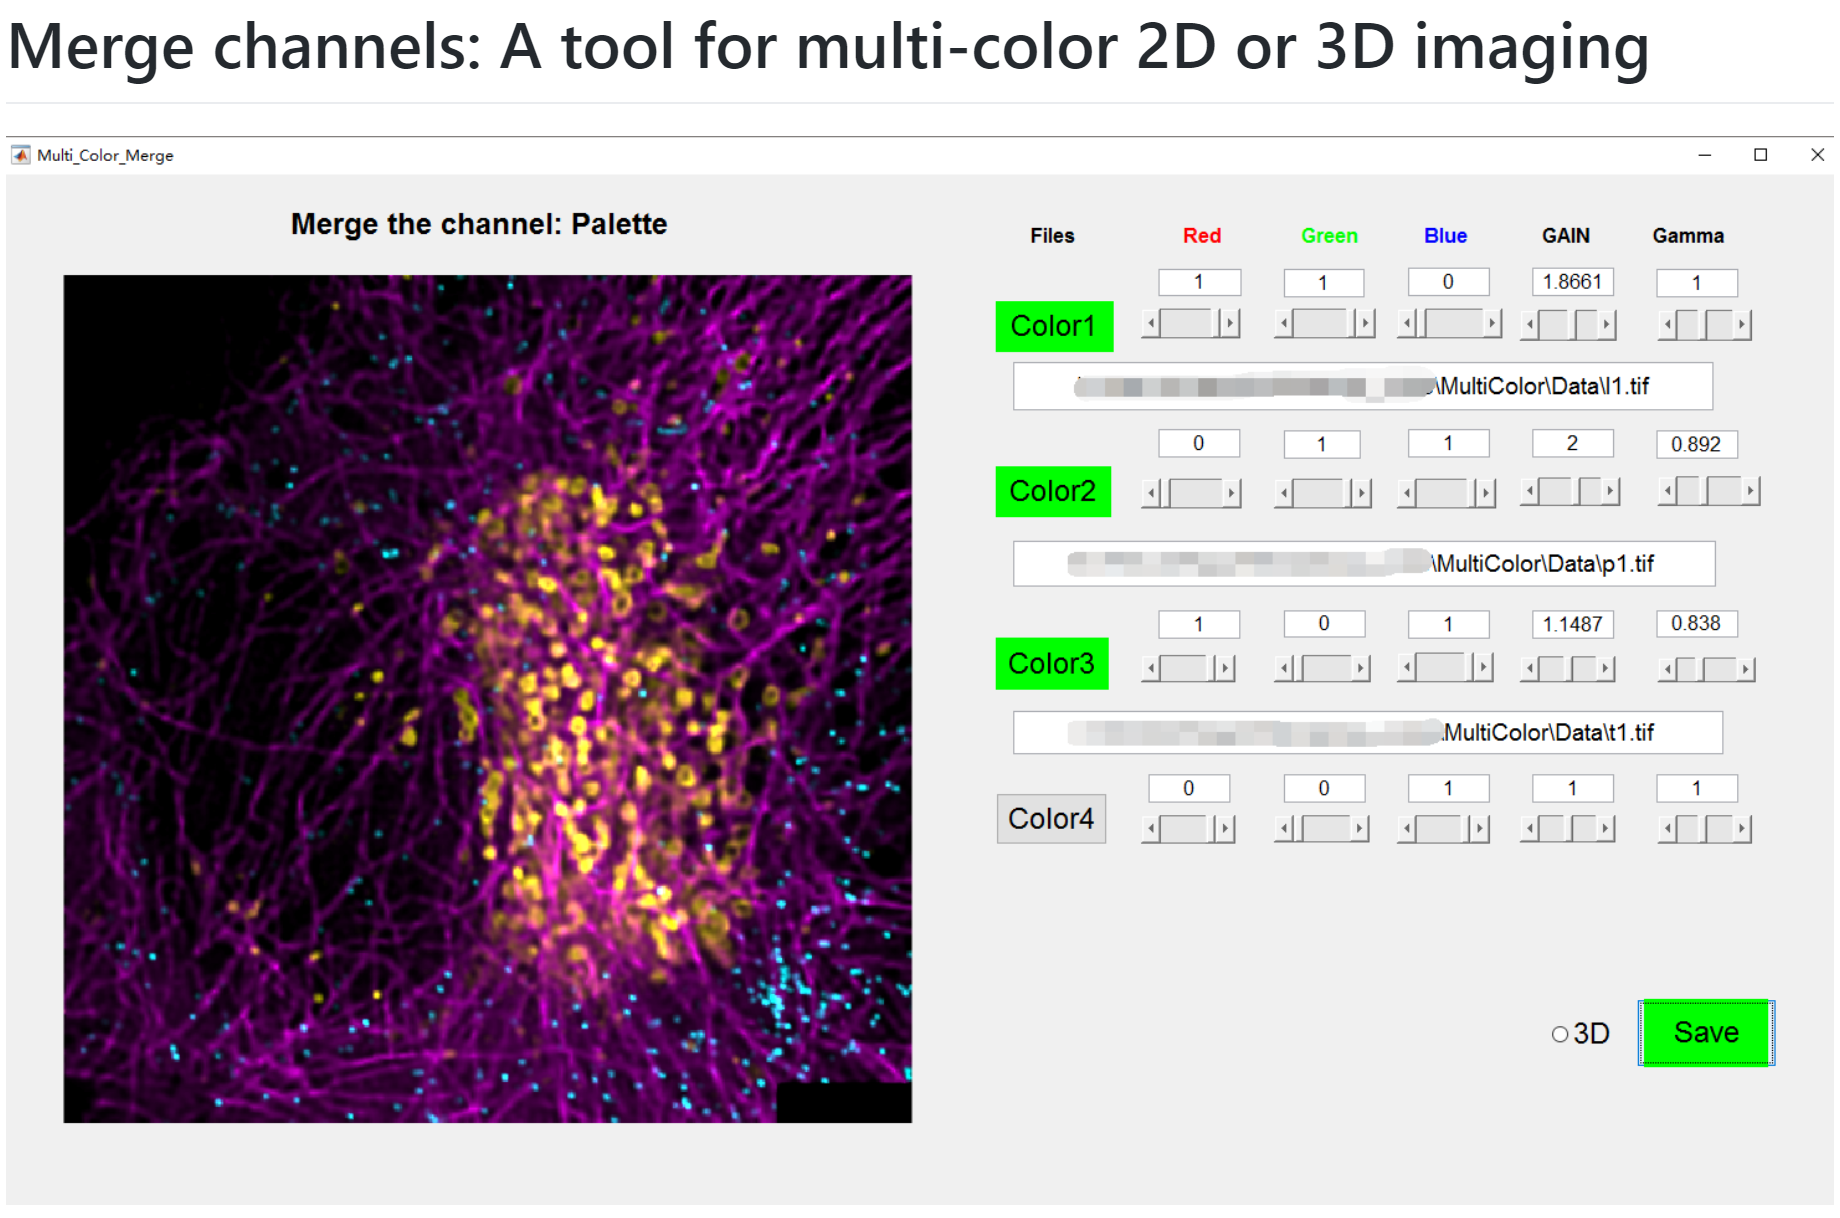 Merge channels: A tool for multi-color 2D or 3D imaging
Multi_Color_Merge
Merge the channel: Palette
Files Red Green Blue GAIN Gamma
1 1 0 1.8661 1
Color1
\MultiColor\Data\l1.tif
0 1 1 2 0.892
Color2
\MultiColor\Data\p1.tif
1 0 1 1.1487 0.838
Color3
\MultiColor\Data\t1.tif
0 0 1 1 1
Color4
3D Save